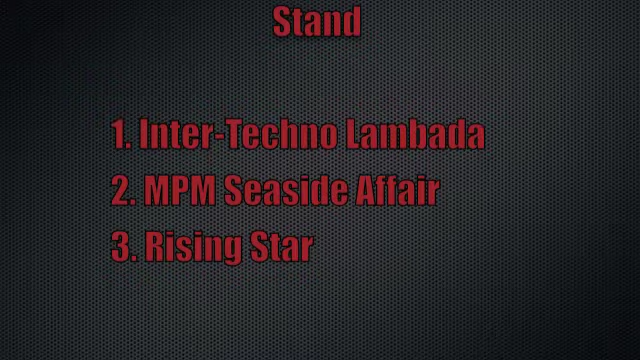 Stand
1. Inter-Techno Lambada
2. MPM Seaside Affair
3. Rising Star